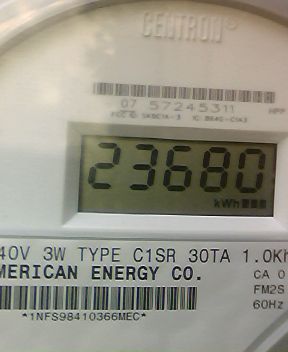 CENTRON®
07 57245311
23680
kWh
40V 3W TYPE C1SR 30TA 1.0Kh
MERICAN ENERGY CO.
CA 0
FM2S
60Hz
*1NFS98410366MEC*